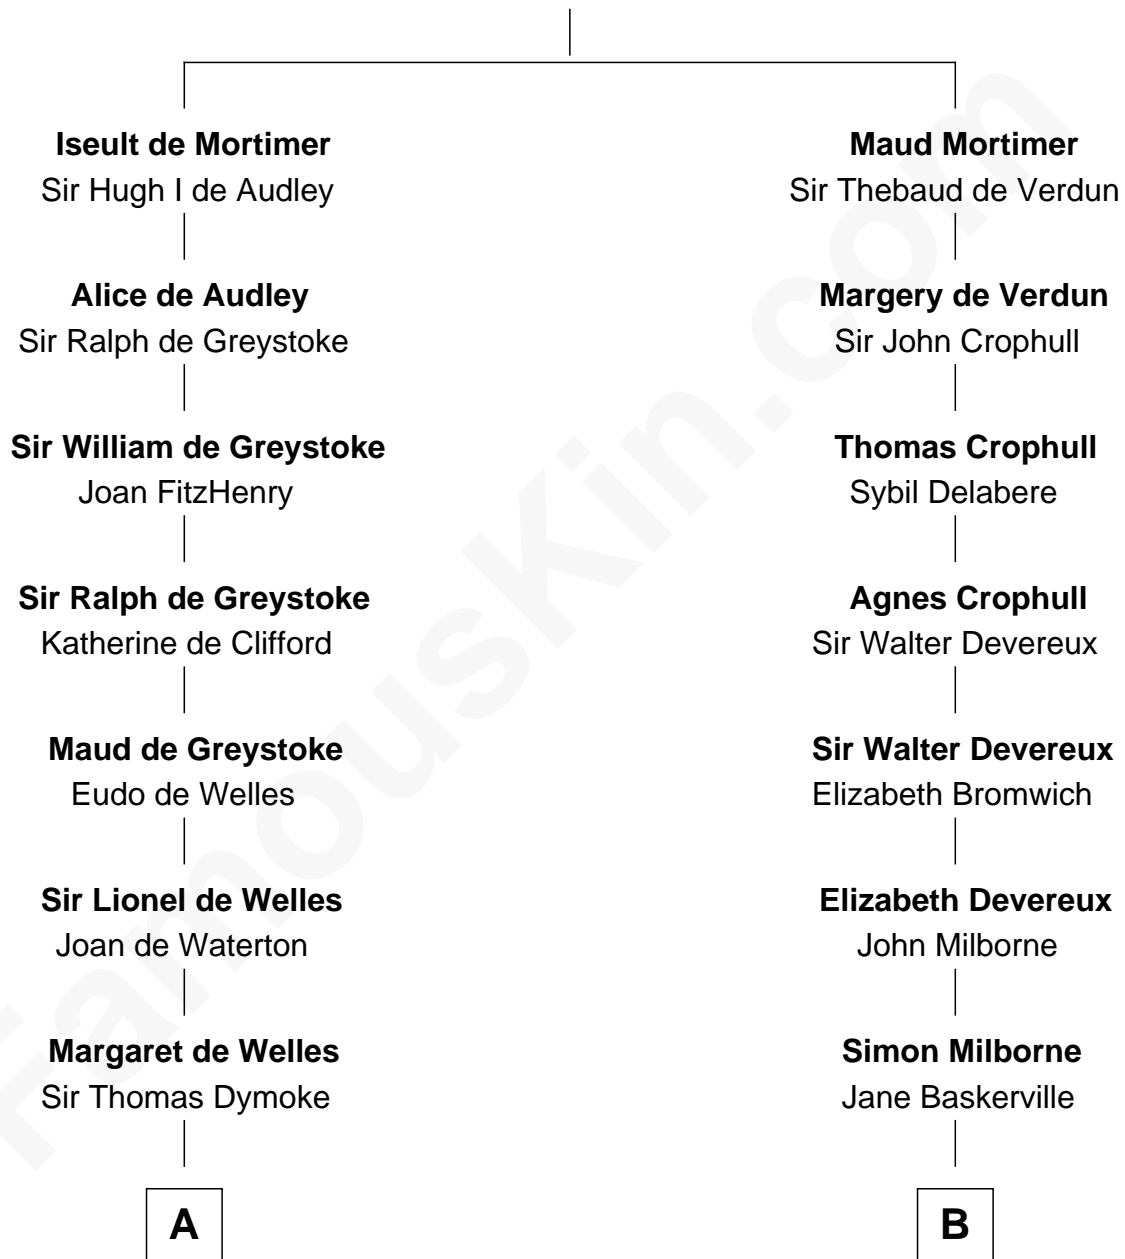 Iseult de Mortimer
Sir Hugh I de Audley
Alice de Audley
Sir Ralph de Greystoke
Sir William de Greystoke
Joan FitzHenry
Sir Ralph de Greystoke
Katherine de Clifford
Maud de Greystoke
Eudo de Welles
Sir Lionel de Welles
Joan de Waterton
Margaret de Welles
Sir Thomas Dymoke
A
Maud Mortimer
Sir Thebaud de Verdun
Margery de Verdun
Sir John Crophull
Thomas Crophull
Sybil Delabere
Agnes Crophull
Sir Walter Devereux
Sir Walter Devereux
Elizabeth Bromwich
Elizabeth Devereux
John Milborne
Simon Milborne
Jane Baskerville
B
FamousKin.com